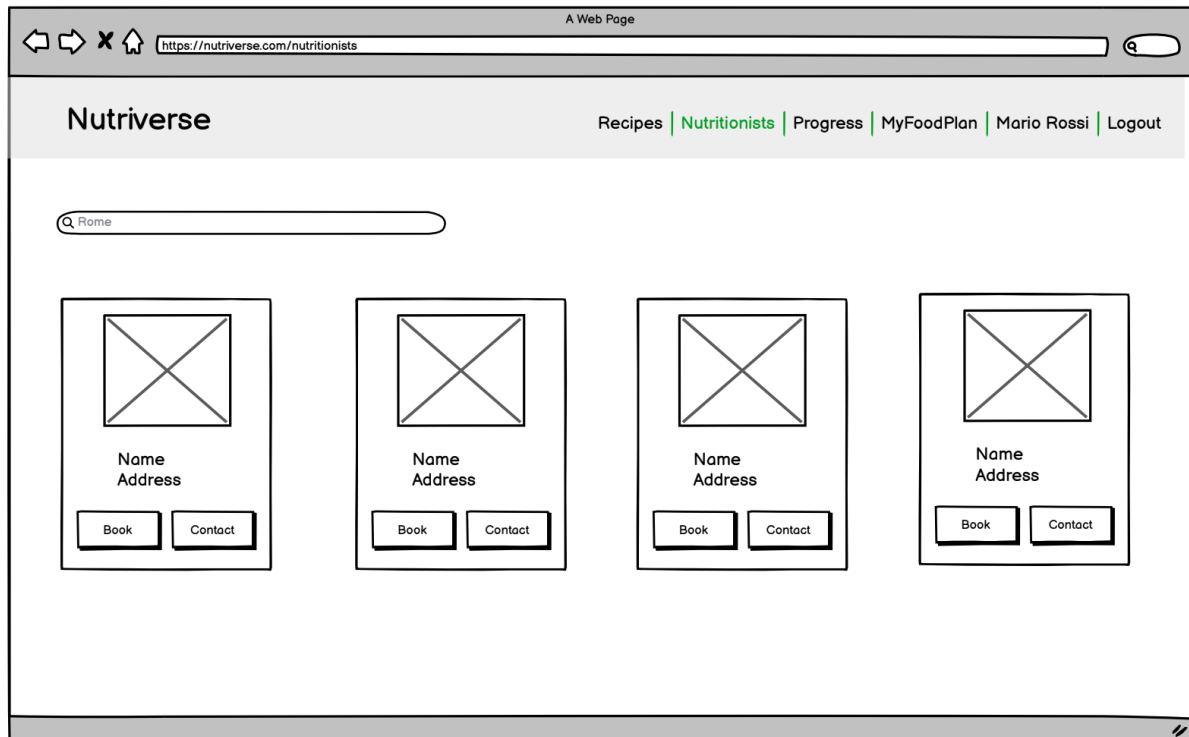 A Web Page
https://nutriverse.com/nutritionists
Nutriverse
Recipes | Nutritionists | Progress | MyFoodPlan | Mario Rossi | Logout
Rome
Name
Address
Book Contact
Name
Address
Book Contact
Name
Address
Book Contact
Name
Address
Book Contact